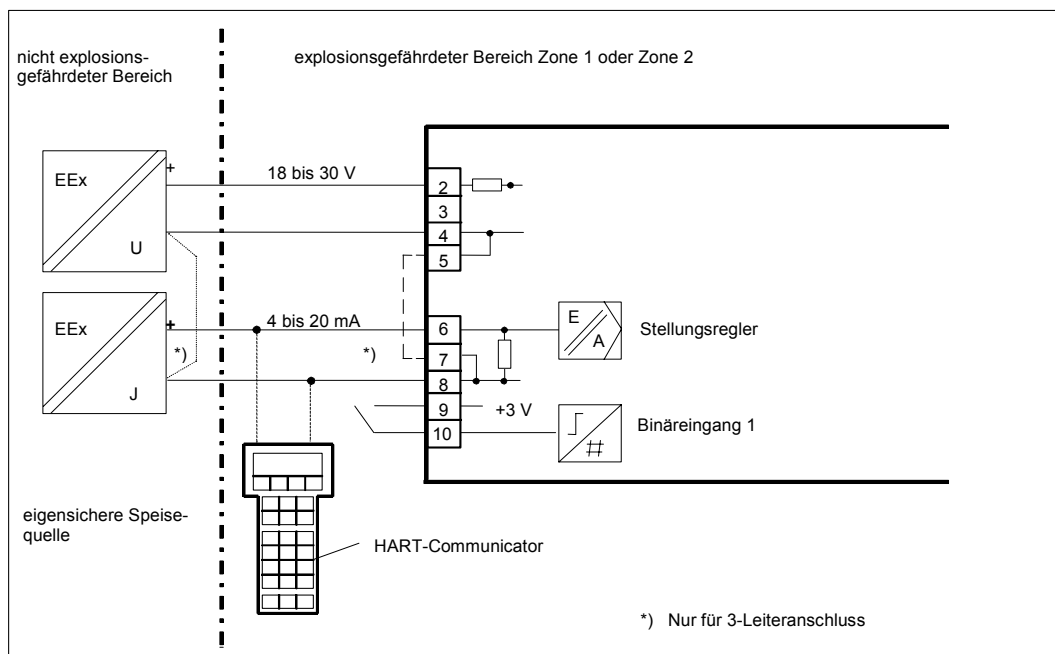 nicht explosions-
gefährdeter Bereich
explosionsgefährdeter Bereich Zone 1 oder Zone 2
EEx
+
U
18 bis 30 V
2
3
4
5
EEx
+
J
*)
4 bis 20 mA
*)
6
7
8
9
10
+3 V
E
A
Stellungsregler
Binäreingang 1
#
eigensichere Speise-
quelle
HART-Communicator
*) Nur für 3-Leiteranschluss